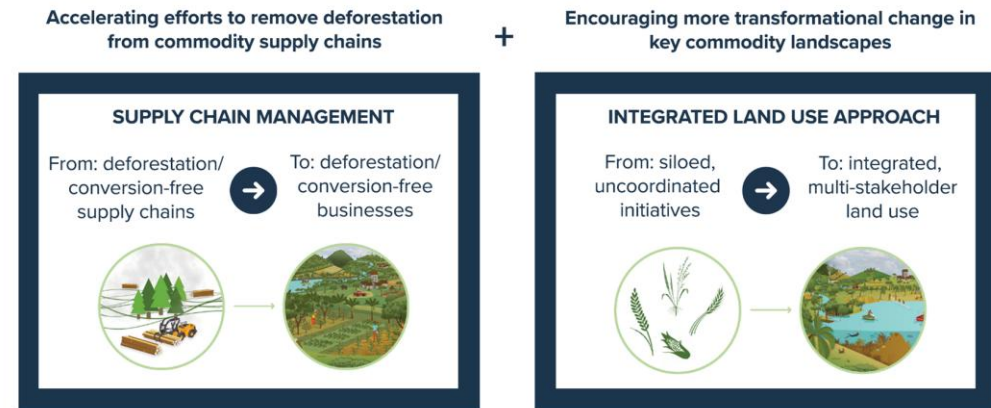 Accelerating efforts to remove deforestation
from commodity supply chains
+
Encouraging more transformational change in
key commodity landscapes
SUPPLY CHAIN MANAGEMENT
From: deforestation/
conversion-free
supply chains
To: deforestation/
conversion-free
businesses
INTEGRATED LAND USE APPROACH
From: siloed,
uncoordinated
initiatives
To: integrated,
multi-stakeholder
land use